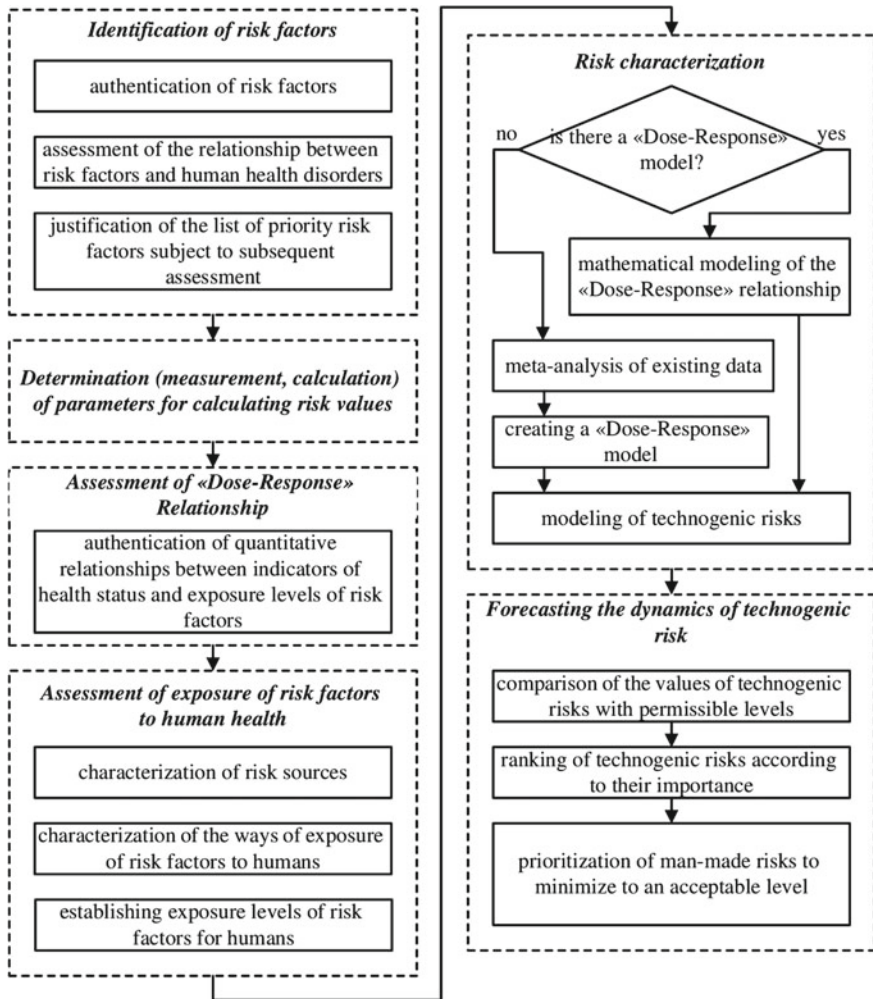 Identification of risk factors
authentication of risk factors
assessment of the relationship between
risk factors and human health disorders
justification of the list of priority risk
factors subject to subsequent
assessment
Determination (measurement, calculation)
of parameters for calculating risk values
Assessment of «Dose-Response»
Relationship
authentication of quantitative
relationships between indicators of
health status and exposure levels of risk
factors
Assessment of exposure of risk factors
to human health
characterization of risk sources
characterization of the ways of exposure
of risk factors to humans
establishing exposure levels of risk
factors for humans
Risk characterization
no
is there a «Dose-Response»
model?
yes
mathematical modeling of the
«Dose-Response» relationship
meta-analysis of existing data
creating a «Dose-Response»
model
modeling of technogenic risks
Forecasting the dynamics of technogenic
risk
comparison of the values of technogenic
risks with permissible levels
ranking of technogenic risks according
to their importance
prioritization of man-made risks to
minimize to an acceptable level